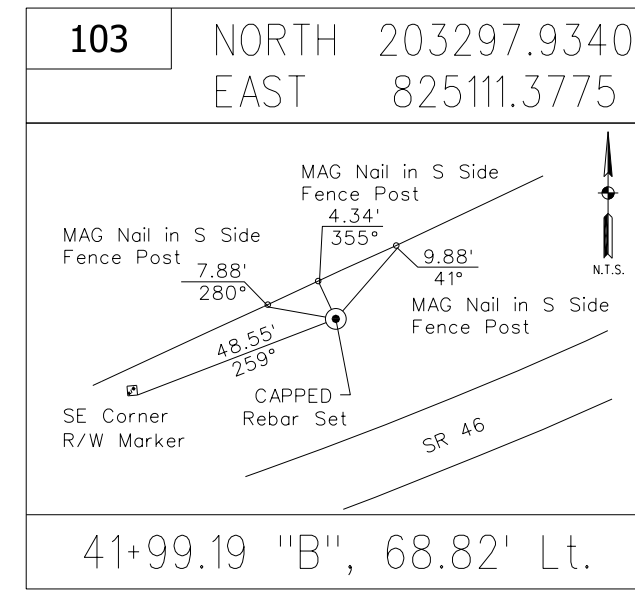 103
NORTH 203297.9340
EAST 825111.3775
MAG Nail in S Side
Fence Post
4.34'
355°
MAG Nail in S Side
Fence Post
7.88'
280°
9.88'
41°
N.T.S.
MAG Nail in S Side
Fence Post
48.55'
259°
CAPPED
Rebar Set
SE Corner
R/W Marker
SR 46
41+99.19 "B", 68.82' Lt.